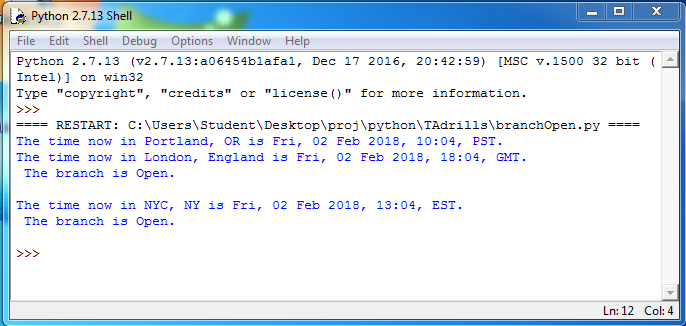 Python 2.7.13 Shell
File Edit Shell Debug Options Window Help
Python 2.7.13 (v2.7.13:a06454b1afa1, Dec 17 2016, 20:42:59) [MSC v.1500 32 bit (
Intel)] on win32
Type "copyright", "credits" or "license()" for more information.
>>>
==== RESTART: C:\Users\Student\Desktop\proj\python\TAdrills\branchOpen.py ====
The time now in Portland, OR is Fri, 02 Feb 2018, 10:04, PST.
The time now in London, England is Fri, 02 Feb 2018, 18:04, GMT.
 The branch is Open.

The time now in NYC, NY is Fri, 02 Feb 2018, 13:04, EST.
 The branch is Open.

>>>
Ln: 12 Col: 4